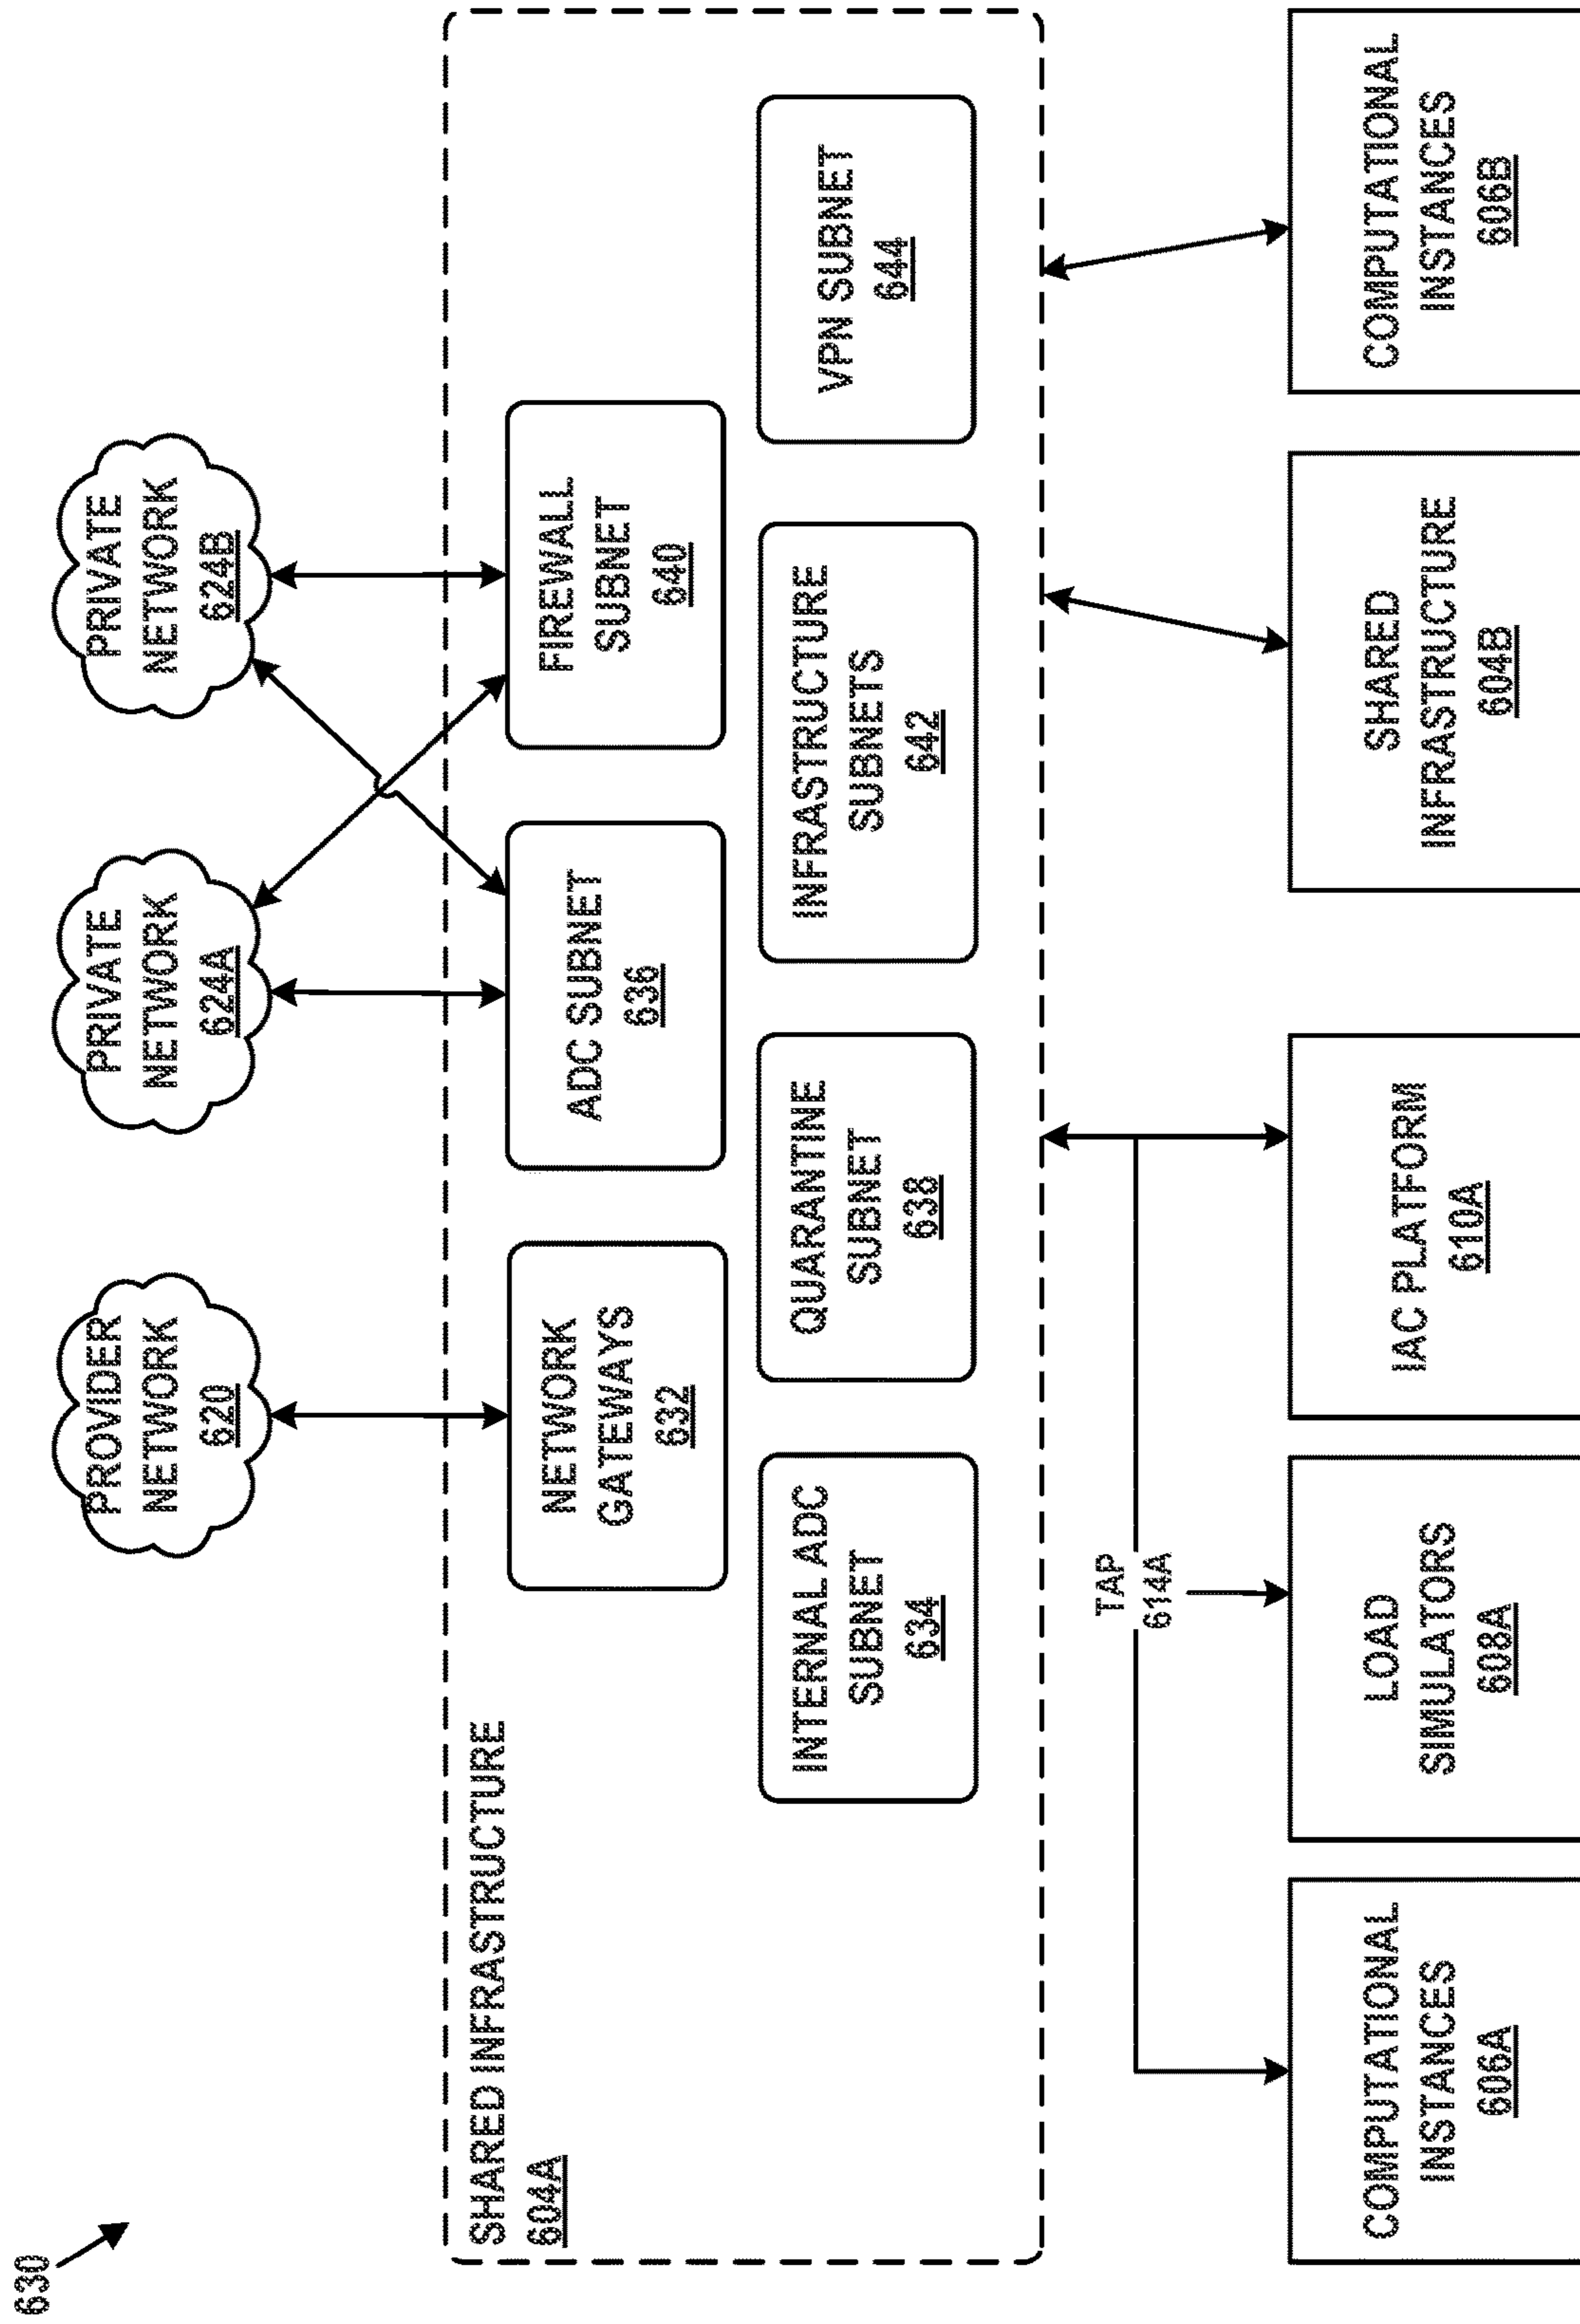 630
PROVIDER
NETWORK
620
PRIVATE
NETWORK
624A
PRIVATE
NETWORK
624B
SHARED INFRASTRUCTURE
604A
NETWORK
GATEWAYS
632
ADC SUBNET
636
FIREWALL
SUBNET
640
INTERNAL ADC
SUBNET
634
QUARANTINE
SUBNET
638
INFRASTRUCTURE
SUBNETS
642
VPN SUBNET
644
TAP
614A
COMPUTATIONAL
INSTANCES
606A
LOAD
SIMULATORS
608A
IAC PLATFORM
610A
SHARED
INFRASTRUCTURE
604B
COMPUTATIONAL
INSTANCES
606B